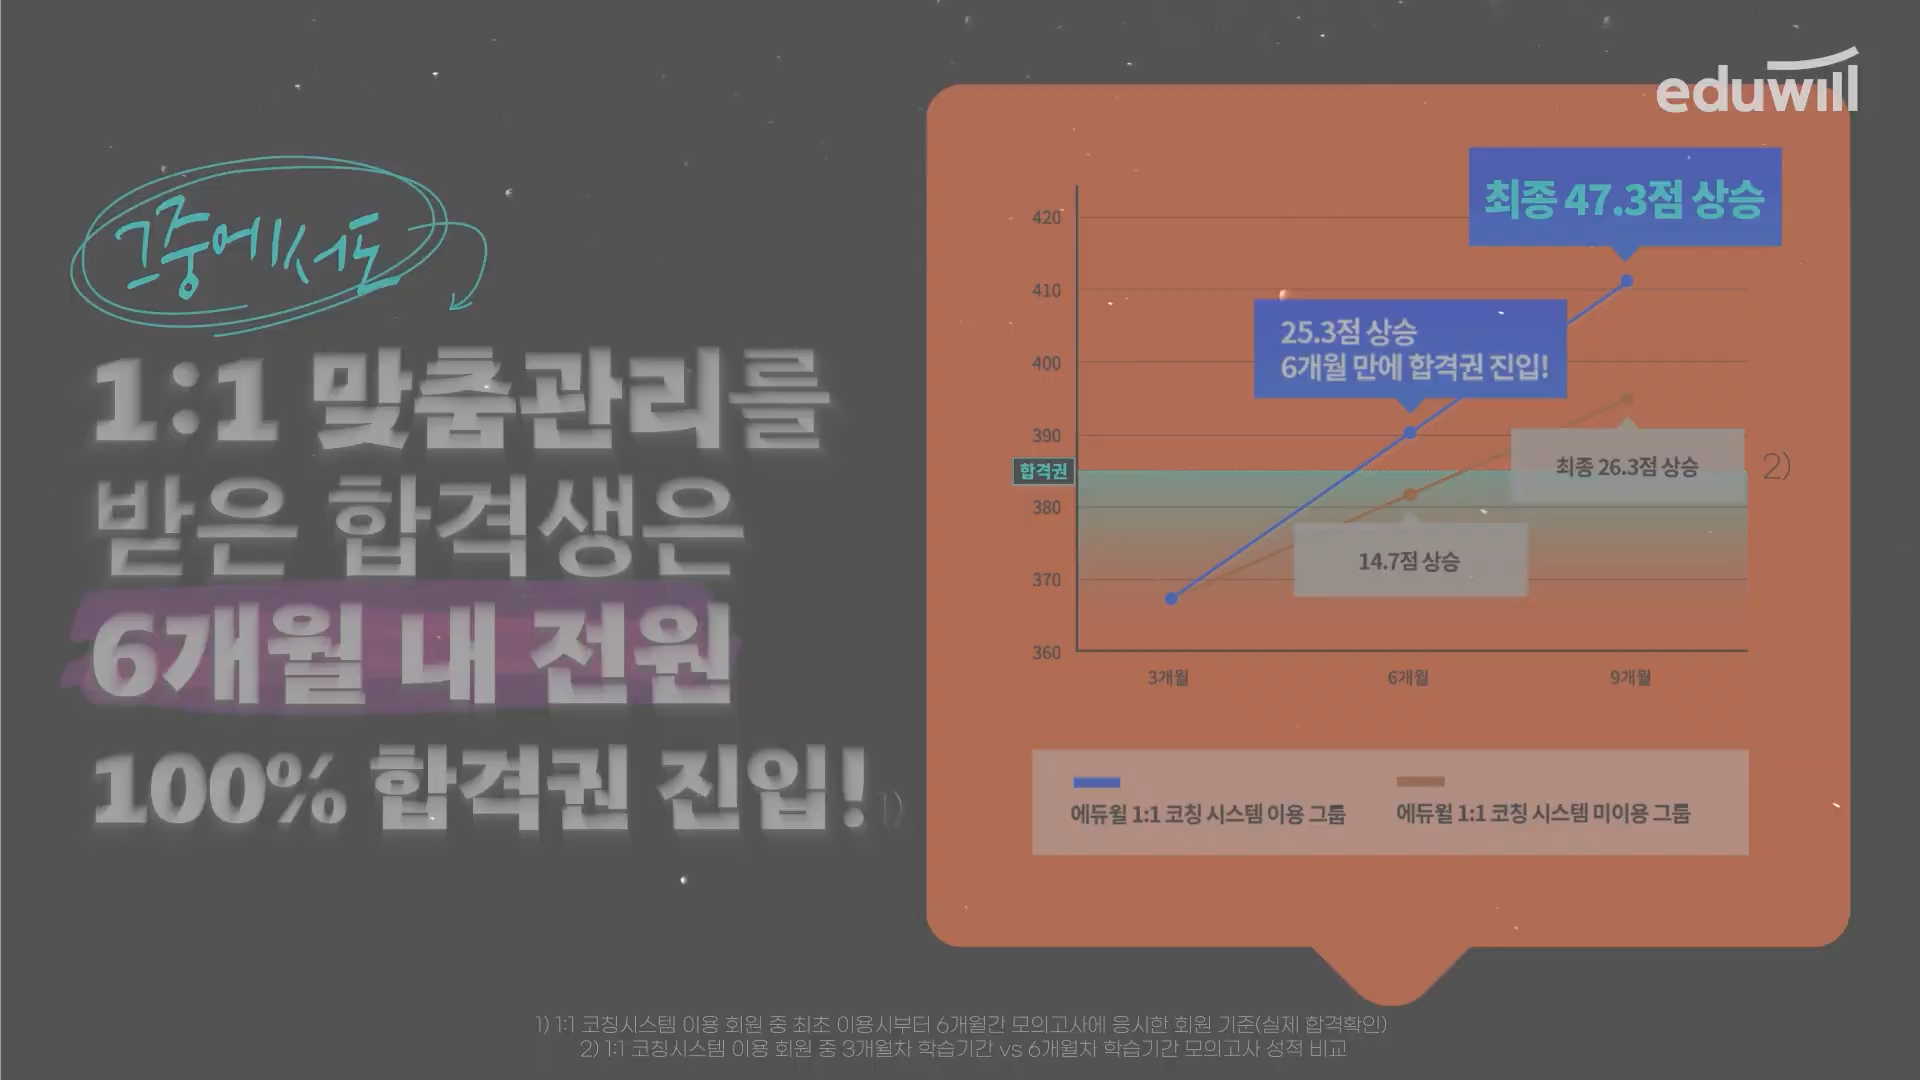 eduwill
그중에서도
1:1 맞춤관리를
받은 합격생은
6개월 내 전원
100% 합격권 진입! 1)
최종 47.3점 상승
25.3점 상승
6개월 만에 합격권 진입!
최종 26.3점 상승
2)
14.7점 상승
420
410
400
390
합격권
380
370
360
3개월 6개월 9개월
에듀윌 1:1 코칭 시스템 이용 그룹
에듀윌 1:1 코칭 시스템 미이용 그룹
1) 1:1 코칭시스템 이용 회원 중 최초 이용시부터 6개월간 모의고사에 응시한 회원 기준(실제 합격확인)
2) 1:1 코칭시스템 이용 회원 중 3개월차 학습기간 vs 6개월차 학습기간 모의고사 성적 비교